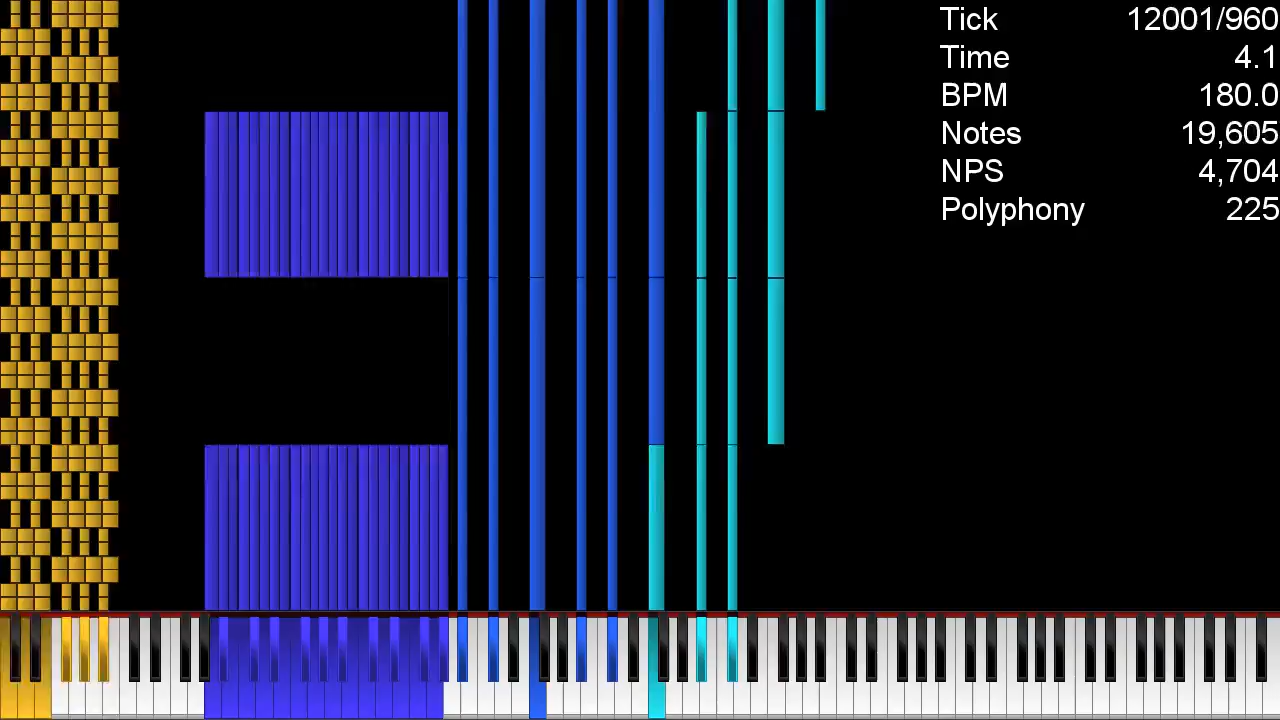 Tick 12001/960
Time 4.1
BPM 180.0
Notes 19,605
NPS 4,704
Polyphony 225